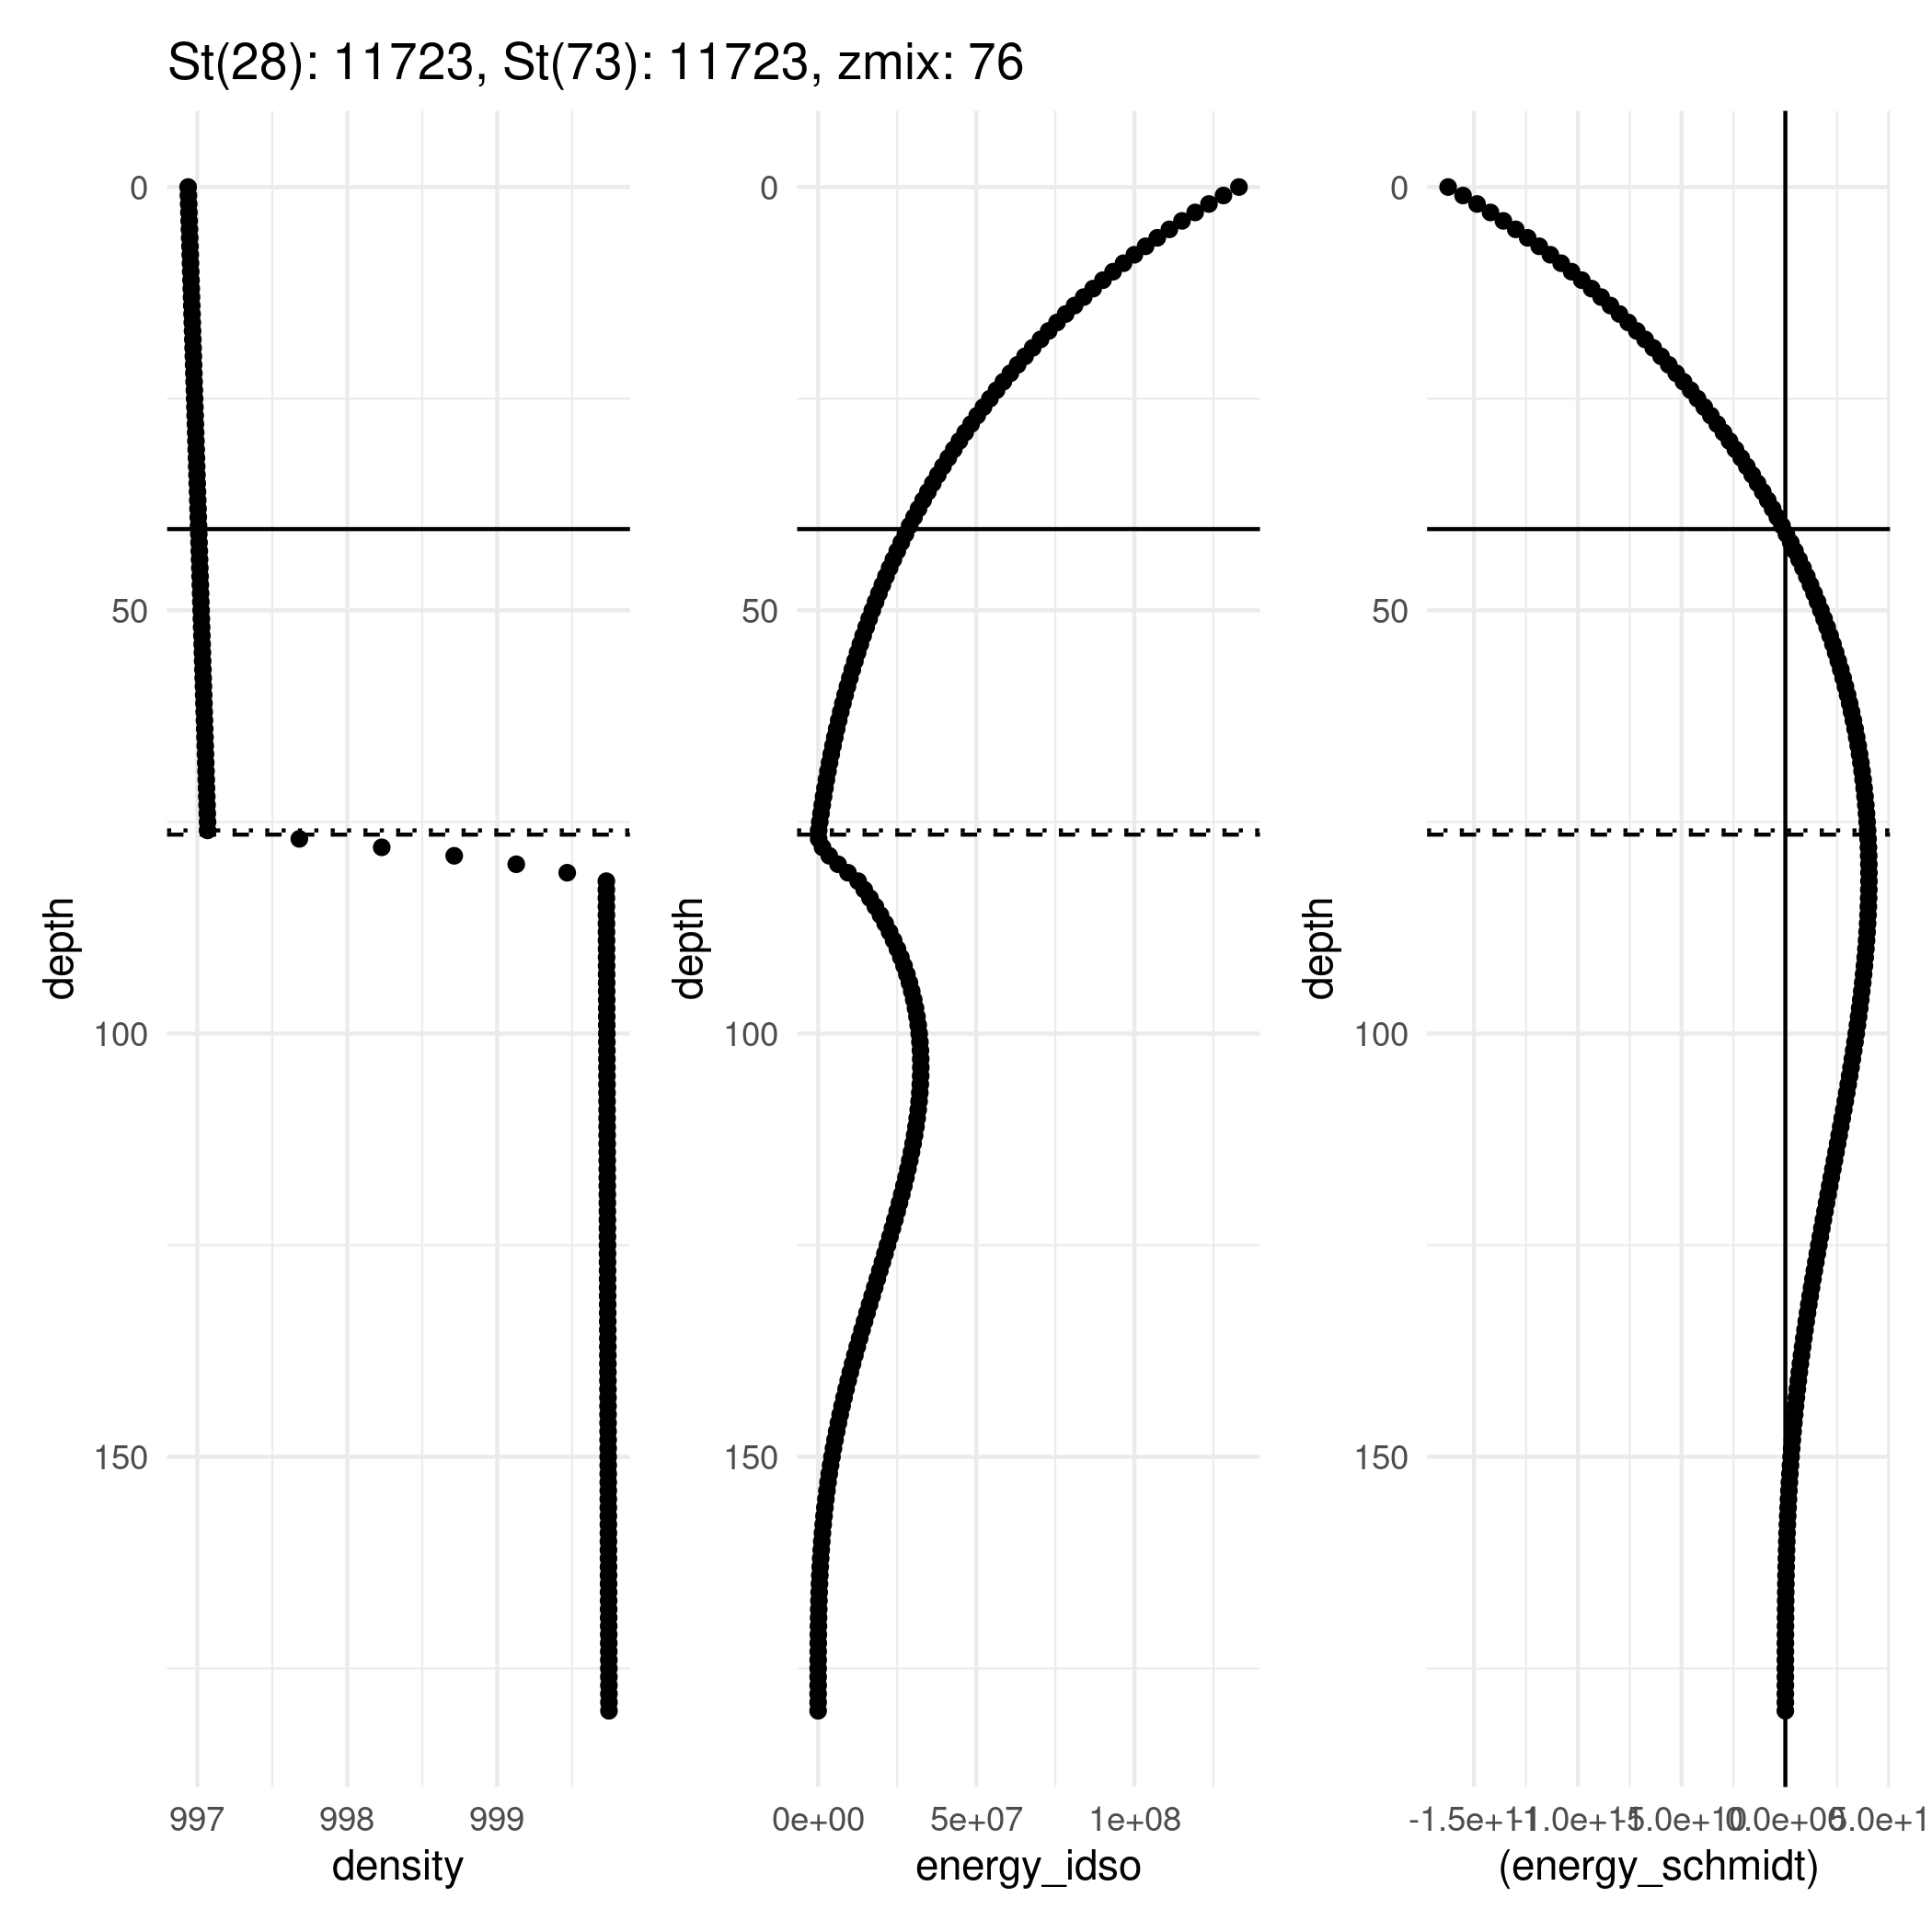 St(28): 11723, St(73): 11723, zmix: 76
0
50
100
150
depth
997 998 999
density
0
50
100
150
depth
0e+00 5e+07 1e+08
energy_idso
0
50
100
150
depth
(energy_schmidt)